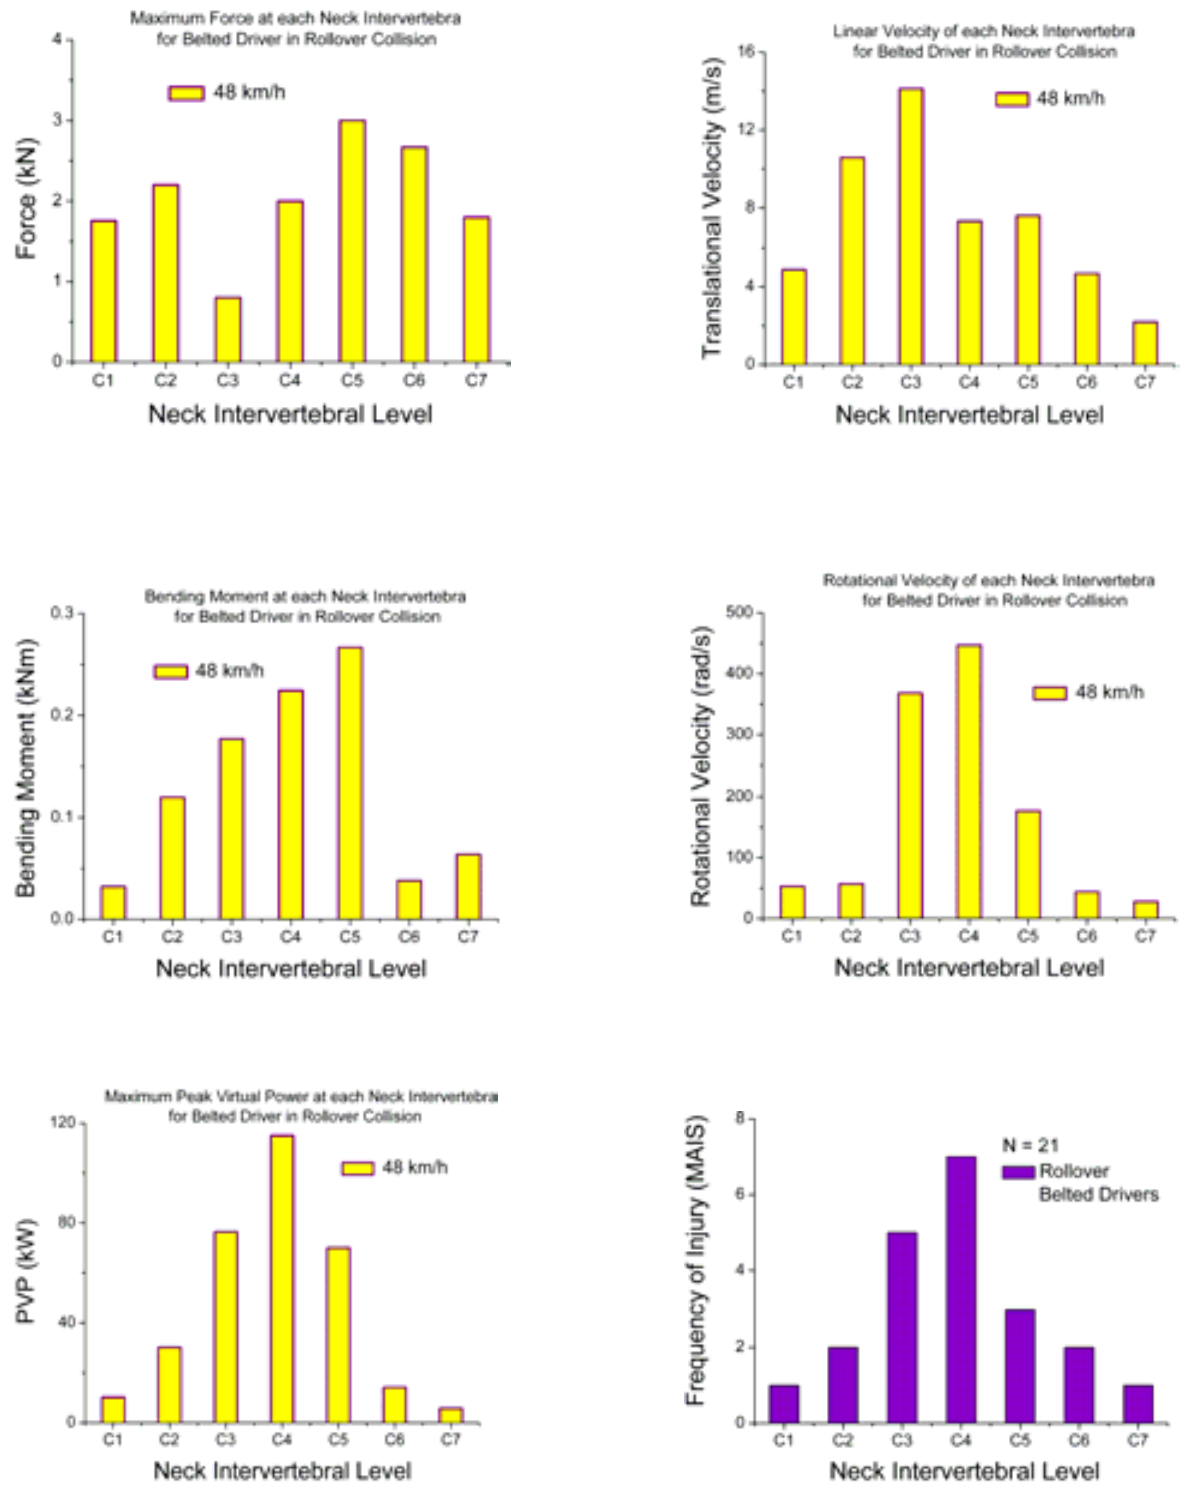 Maximum Force at each Neck Intervertebra
for Belted Driver in Rollover Collision
4
3
2
1
0
48 km/h
Force (kN)
C1 C2 C3 C4 C5 C6 C7
Neck Intervertebral Level
Linear Velocity of each Neck Intervertebra
for Belted Driver in Rollover Collision
16
12
8
4
0
48 km/h
Translational Velocity (m/s)
C1 C2 C3 C4 C5 C6 C7
Neck Intervertebral Level
Bending Moment at each Neck Intervertebra
for Belted Driver in Rollover Collision
0.3
0.2
0.1
0.0
48 km/h
Bending Moment (kNm)
C1 C2 C3 C4 C5 C6 C7
Neck Intervertebral Level
Rotational Velocity of each Neck Intervertebra
for Belted Driver in Rollover Collision
500
400
300
200
100
0
48 km/h
Rotational Velocity (rad/s)
C1 C2 C3 C4 C5 C6 C7
Neck Intervertebral Level
Maximum Peak Virtual Power at each Neck Intervertebra
for Belted Driver in Rollover Collision
120
80
40
0
48 km/h
PVP (kW)
C1 C2 C3 C4 C5 C6 C7
Neck Intervertebral Level
8
6
4
2
0
N = 21
Rollover
Belted Drivers
Frequency of Injury (MAIS)
C1 C2 C3 C4 C5 C6 C7
Neck Intervertebral Level